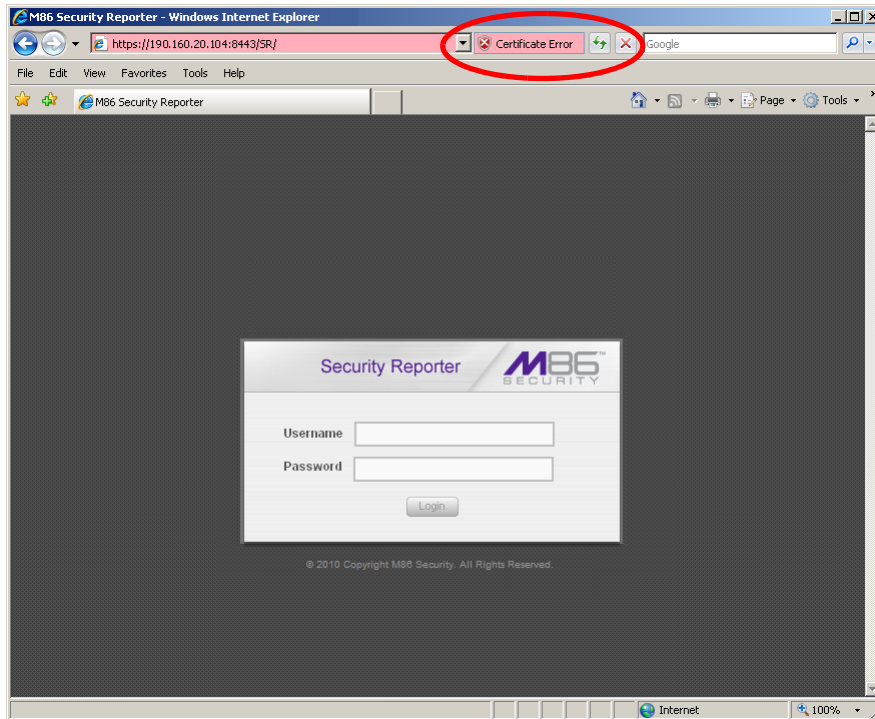 M86 Security Reporter - Windows Internet Explorer
https://190.160.20.104:8443/SR/
Certificate Error
Google
File Edit View Favorites Tools Help
M86 Security Reporter
Page
Tools
Security Reporter
M86™
SECURITY
Username
Password
Login
© 2010 Copyright M86 Security. All Rights Reserved.
Internet
100%